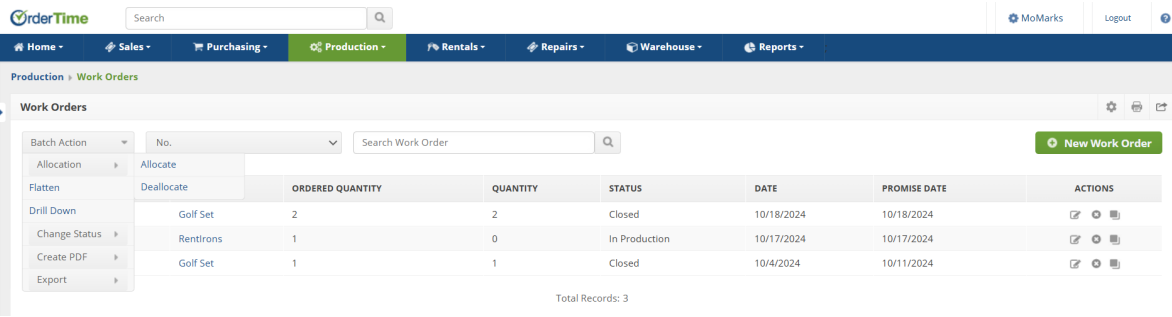 OrderTime
Search
MoMarks
Logout
Home
Sales
Purchasing
Production
Rentals
Repairs
Warehouse
Reports
Production
Work Orders
Work Orders
Batch Action
No.
Search Work Order
New Work Order
Allocation
Allocate
Flatten
Deallocate
Drill Down
Change Status
Create PDF
Export
ORDERED QUANTITY QUANTITY STATUS DATE PROMISE DATE ACTIONS
Golf Set 2 2 Closed 10/18/2024 10/18/2024
RentIrons 1 0 In Production 10/17/2024 10/17/2024
Golf Set 1 1 Closed 10/4/2024 10/11/2024
Total Records: 3